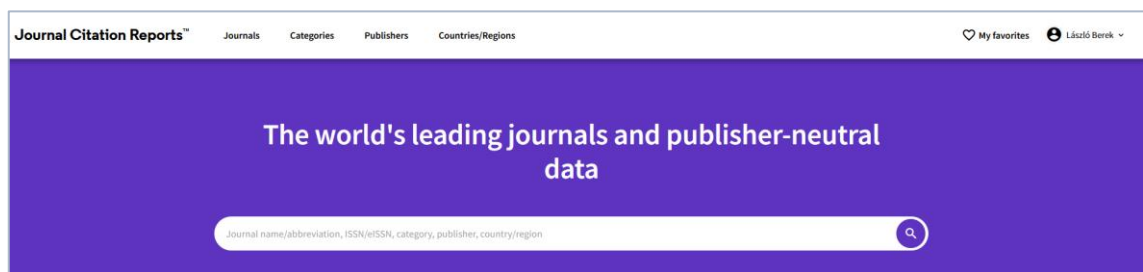 Journal Citation Reports™ Journals Categories Publishers Countries/Regions My favorites László Berek
The world's leading journals and publisher-neutral
data
Journal name/abbreviation, ISSN/eISSN, category, publisher, country/region